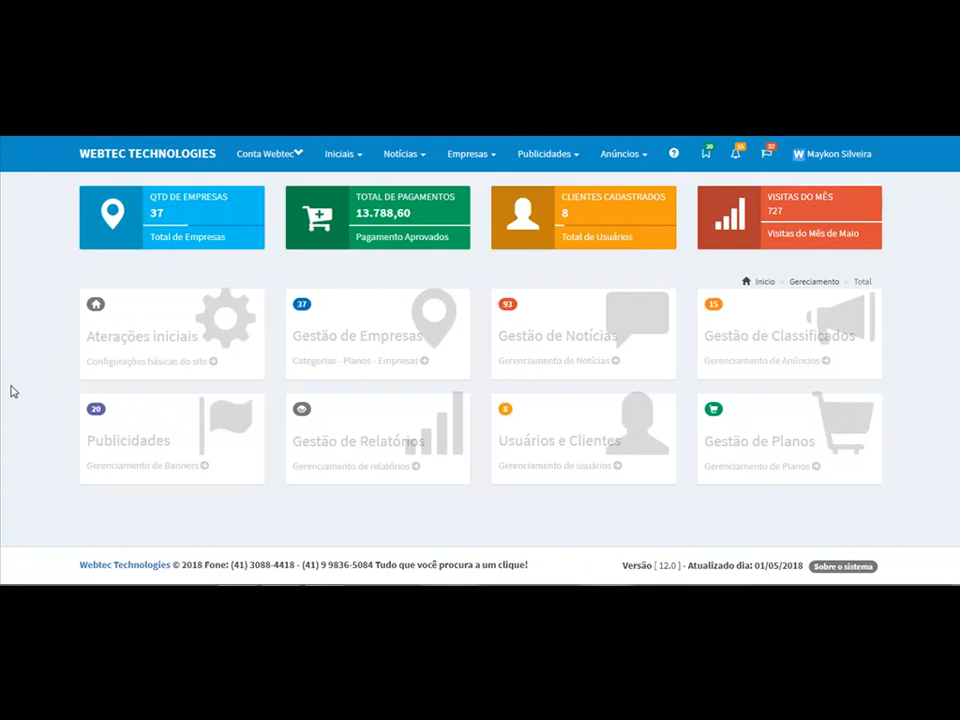 WEBTEC TECHNOLOGIES Conta Webtec Iniciais Notícias Empresas Publicidades Anúncios 20 15 37 Maykon Silveira
QTD DE EMPRESAS
37
Total de Empresas
TOTAL DE PAGAMENTOS
13.788,60
Pagamento Aprovados
CLIENTES CADASTRADOS
8
Total de Usuários
VISITAS DO MÊS
727
Visitas do Mês de Maio
Inicio > Gereciamento > Total
Aterações iniciais
Configurações básicas do site
37
Gestão de Empresas
Categorias - Planos - Empresas
93
Gestão de Notícias
Gerenciamento de Notícias
15
Gestão de Classificados
Gerenciamento de Anúncios
20
Publicidades
Gerenciamento de Banners
Gestão de Relatórios
Gerenciamento de relatórios
8
Usuários e Clientes
Gerenciamento de usuários
Gestão de Planos
Gerenciamento de Planos
Webtec Technologies © 2018 Fone: (41) 3088-4418 - (41) 9 9836-5084 Tudo que você procura a um clique!
Versão [ 12.0 ] - Atualizado dia: 01/05/2018 Sobre o sistema